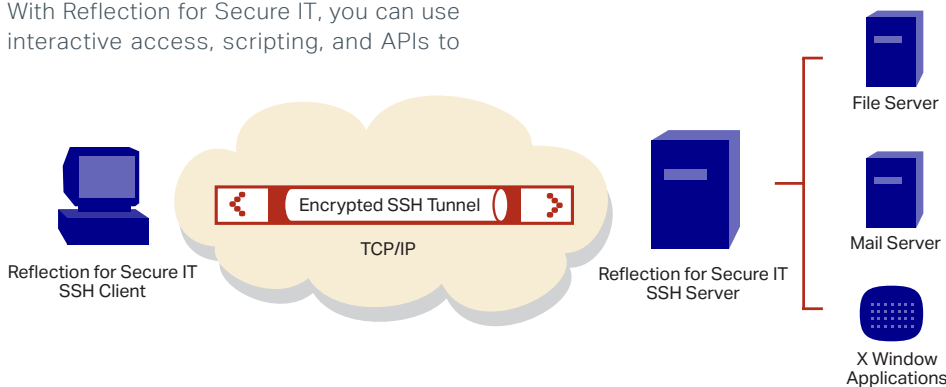 With Reflection for Secure IT, you can use
interactive access, scripting, and APIs to
File Server
Encrypted SSH Tunnel
TCP/IP
Mail Server
Reflection for Secure IT
SSH Client
Reflection for Secure IT
SSH Server
X Window
Applications